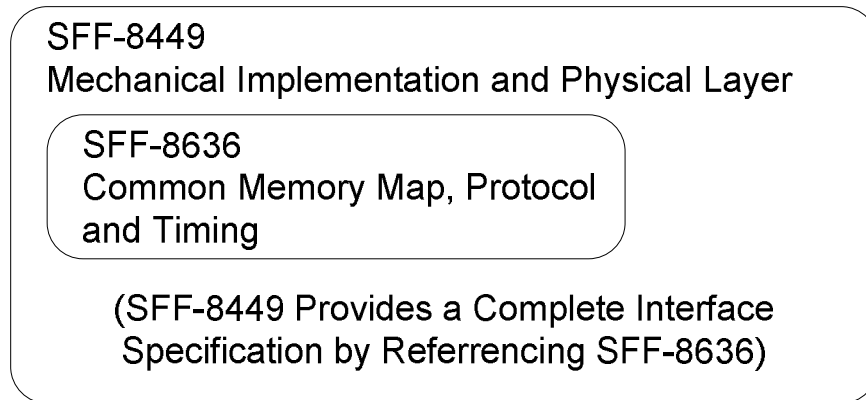 SFF-8449
Mechanical Implementation and Physical Layer
SFF-8636
Common Memory Map, Protocol
and Timing
(SFF-8449 Provides a Complete Interface
Specification by Referrencing SFF-8636)